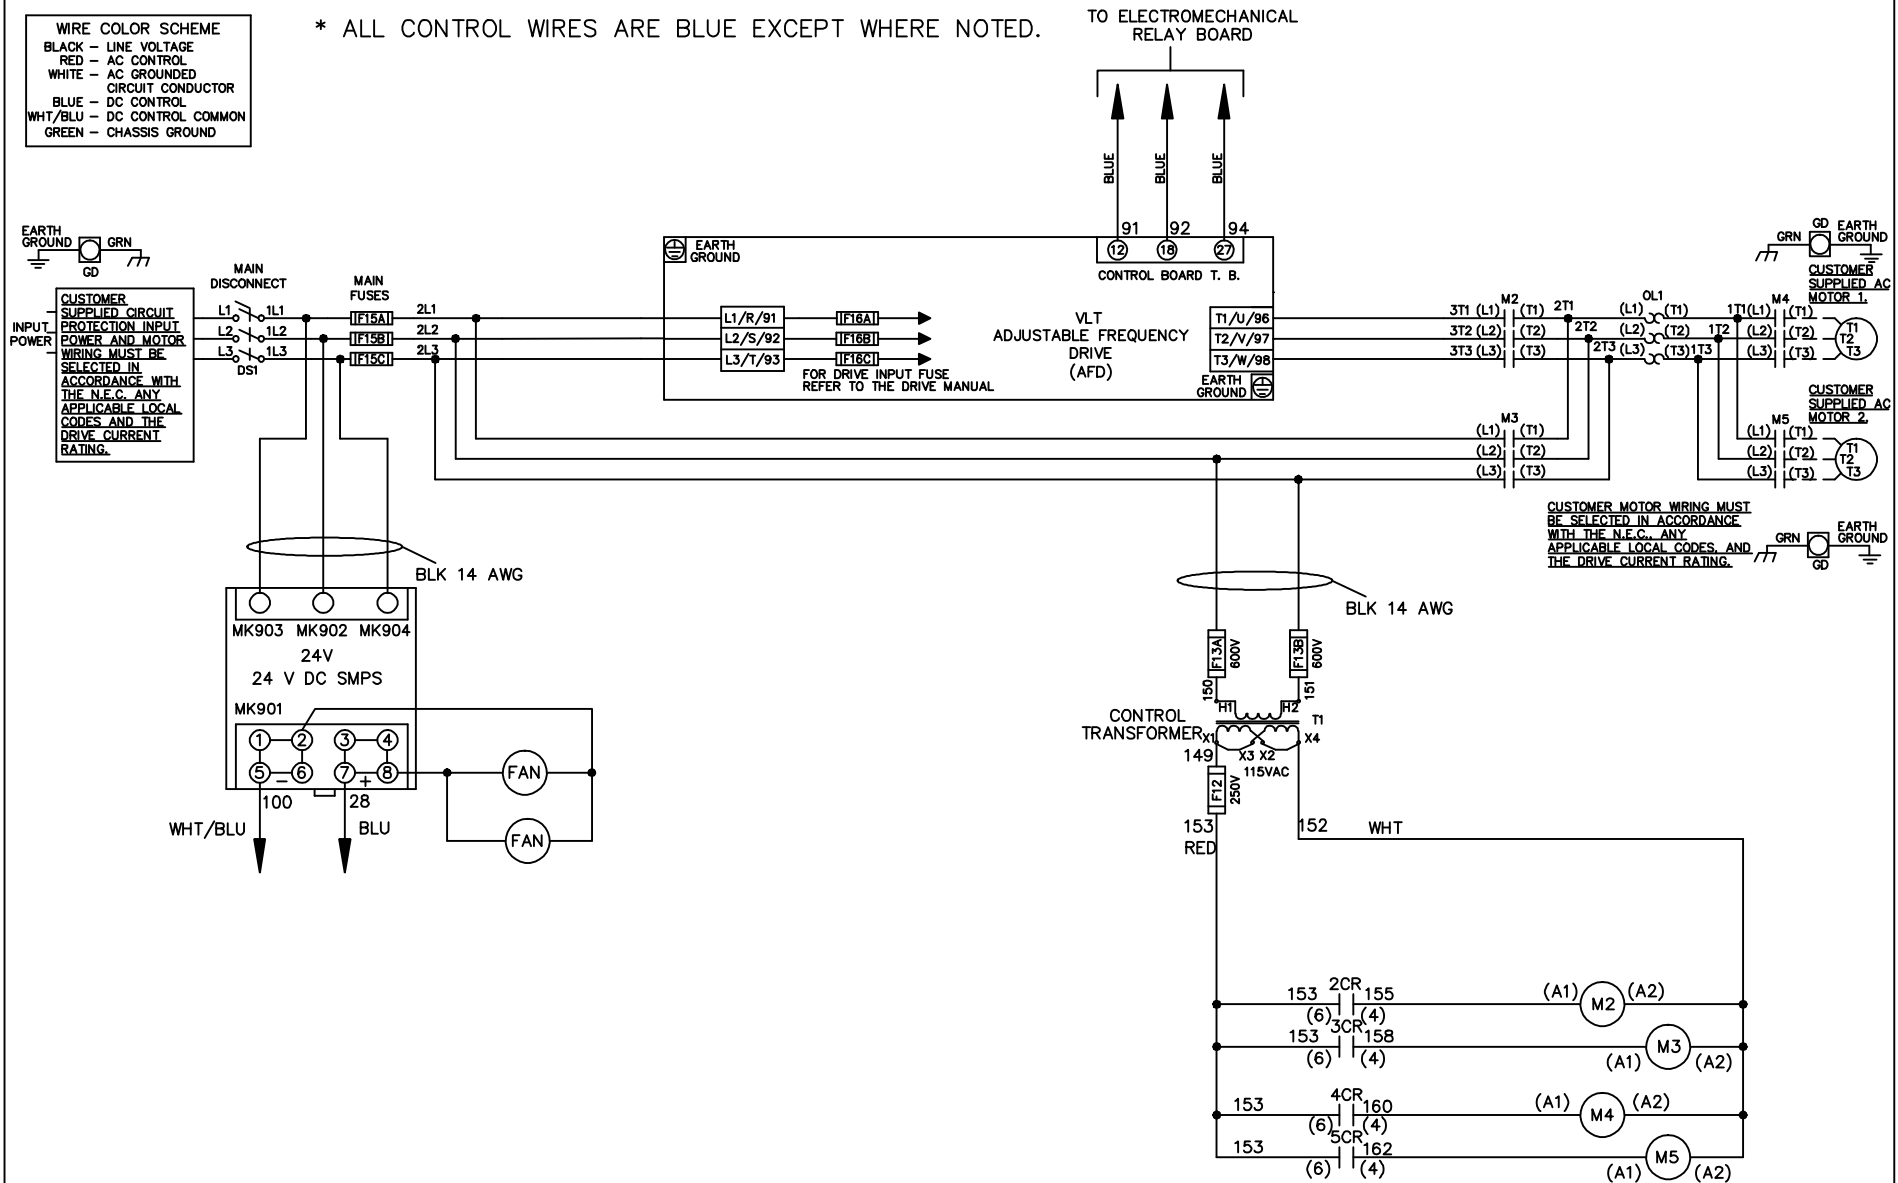 WIRE COLOR SCHEME
BLACK – LINE VOLTAGE
RED – AC CONTROL
WHITE – AC GROUNDED
CIRCUIT CONDUCTOR
BLUE – DC CONTROL
WHT/BLU – DC CONTROL COMMON
GREEN – CHASSIS GROUND
* ALL CONTROL WIRES ARE BLUE EXCEPT WHERE NOTED.
TO ELECTROMECHANICAL
RELAY BOARD
BLUE
BLUE
BLUE
91 92 94
12 18 27
CONTROL BOARD T. B.
EARTH
GROUND
GRN
GD
INPUT
POWER
CUSTOMER
SUPPLIED CIRCUIT
PROTECTION INPUT
POWER AND MOTOR
WIRING MUST BE
SELECTED IN
ACCORDANCE WITH
THE N.E.C. ANY
APPLICABLE LOCAL
CODES AND THE
DRIVE CURRENT
RATING.
MAIN
DISCONNECT
L1 1L1
L2 1L2
L3 1L3
DS1
MAIN
FUSES
F15A 2L1
F15B 2L2
F15C 2L3
EARTH
GROUND
L1/R/91 F16A
L2/S/92 F16B
L3/T/93 F16C
FOR DRIVE INPUT FUSE
REFER TO THE DRIVE MANUAL
VLT
ADJUSTABLE FREQUENCY
DRIVE
(AFD)
T1/U/96
T2/V/97
T3/W/98
EARTH
GROUND
M2
3T1 (L1) (T1) 2T1
3T2 (L2) (T2) 2T2
3T3 (L3) (T3) 2T3
OL1
(L1) (T1) 1T1
(L2) (T2) 1T2
(L3) (T3) 1T3
M4
(L1) (T1)
(L2) (T2)
(L3) (T3)
T1
T2
T3
GD
GRN
EARTH
GROUND
CUSTOMER
SUPPLIED AC
MOTOR 1.
M3
(L1) (T1)
(L2) (T2)
(L3) (T3)
M5
(L1) (T1)
(L2) (T2)
(L3) (T3)
T1
T2
T3
CUSTOMER
SUPPLIED AC
MOTOR 2.
CUSTOMER MOTOR WIRING MUST
BE SELECTED IN ACCORDANCE
WITH THE N.E.C., ANY
APPLICABLE LOCAL CODES, AND
THE DRIVE CURRENT RATING.
GRN
GD
EARTH
GROUND
BLK 14 AWG
MK903 MK902 MK904
24V
24 V DC SMPS
MK901
1 2 3 4
5 – 6 7 + 8
100 28
WHT/BLU BLU
FAN
FAN
BLK 14 AWG
F13A 600V
F13B 600V
150 151
H1 H2
CONTROL
TRANSFORMER
T1
X1 X3 X2 X4
115VAC
149
F12 250V
153
RED
152 WHT
2CR
153 155 (A1) M2 (A2)
(6) (4)
3CR
153 158 M3
(6) (4) (A1) (A2)
4CR
153 160 (A1) M4 (A2)
(6) (4)
5CR
153 162 M5
(6) (4) (A1) (A2)